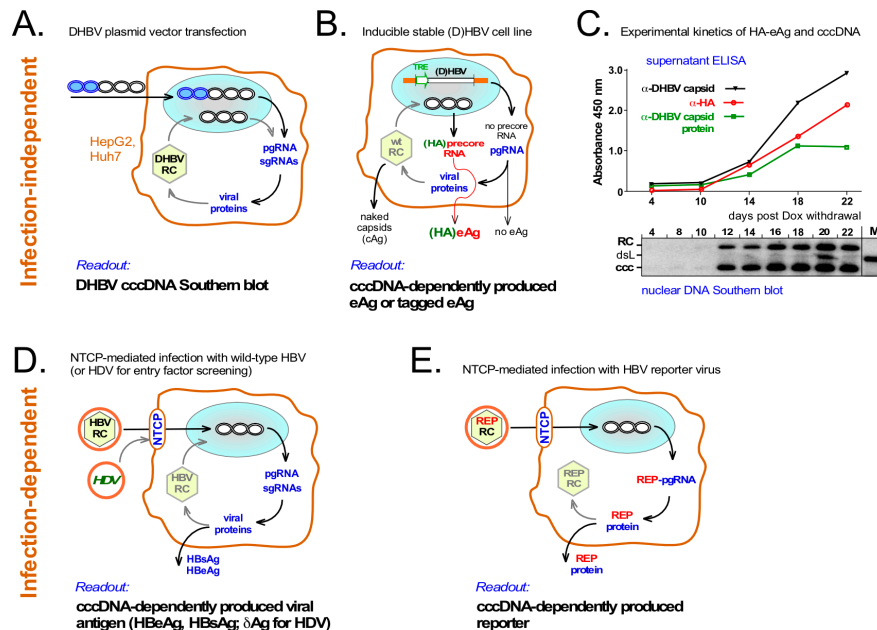 A.
DHBV plasmid vector transfection
HepG2,
Huh7
DHBV
RC
pgRNA
sgRNAs
viral
proteins
Readout:
DHBV cccDNA Southern blot
Infection-independent
B.
Inducible stable (D)HBV cell line
TRE
(D)HBV
wt
RC
(HA)precore
RNA
no precore
RNA
pgRNA
viral
proteins
naked
capsids
(cAg)
(HA)eAg
no eAg
Readout:
cccDNA-dependently produced
eAg or tagged eAg
C.
Experimental kinetics of HA-eAg and cccDNA
supernatant ELISA
Absorbance 450 nm
3.0
2.0
1.0
0.0
α-DHBV capsid
α-HA
α-DHBV capsid
protein
4 10 14 18 22
days post Dox withdrawal
4 8 10 12 14 16 18 20 22 M
RC
dsL
ccc
nuclear DNA Southern blot
D.
NTCP-mediated infection with wild-type HBV
(or HDV for entry factor screening)
HBV
RC
HDV
NTCP
HBV
RC
pgRNA
sgRNAs
viral
proteins
HBsAg
HBeAg
Readout:
cccDNA-dependently produced viral
antigen (HBeAg, HBsAg; δAg for HDV)
Infection-dependent
E.
NTCP-mediated infection with HBV reporter virus
REP
RC
NTCP
REP
RC
REP-pgRNA
REP
protein
REP
protein
Readout:
cccDNA-dependently produced
reporter